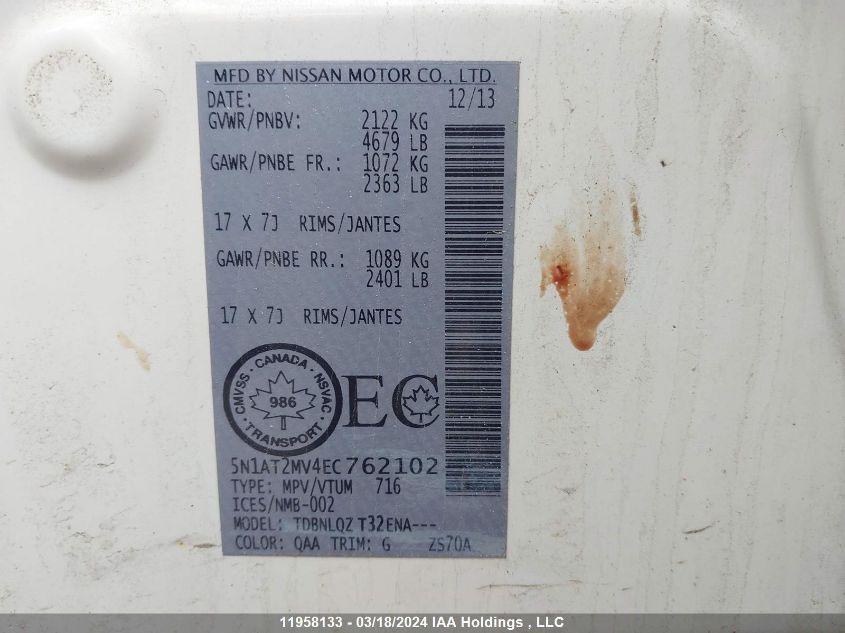 MFD BY NISSAN MOTOR CO., LTD.
DATE: 12/13
GVWR/PNBV: 2122 KG
4679 LB
GAWR/PNBE FR.: 1072 KG
2363 LB
17 X 7J RIMS/JANTES
GAWR/PNBE RR.: 1089 KG
2401 LB
17 X 7J RIMS/JANTES
CMVSS · CANADA · NSVAC · TRANSPORT ·
986
EC
5N1AT2MV4EC762102
TYPE: MPV/VTUM 716
ICES/NMB-002
MODEL: TDBNLQZ T32ENA---
COLOR: QAA TRIM: G ZS70A
11958133 - 03/18/2024 IAA Holdings , LLC